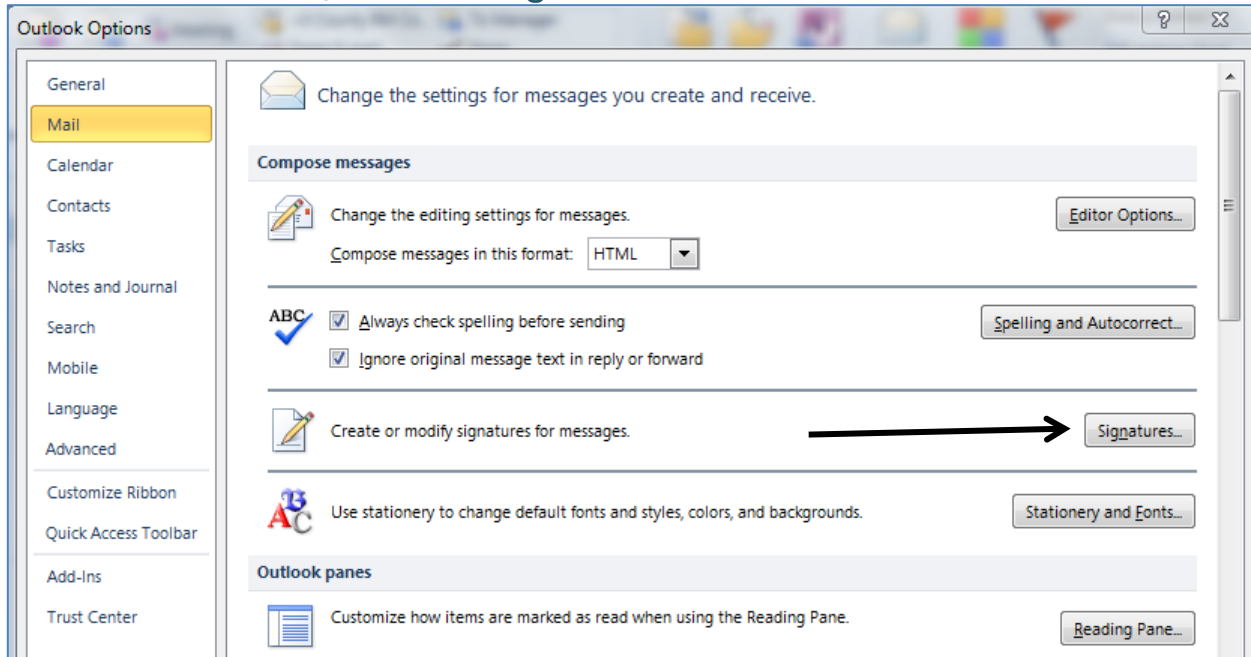 Outlook Options
General
Mail
Calendar
Contacts
Tasks
Notes and Journal
Search
Mobile
Language
Advanced
Customize Ribbon
Quick Access Toolbar
Add-Ins
Trust Center
Change the settings for messages you create and receive.
Compose messages
Change the editing settings for messages.
Editor Options...
Compose messages in this format: HTML
ABC
Always check spelling before sending
Spelling and Autocorrect...
Ignore original message text in reply or forward
Create or modify signatures for messages.
Signatures...
Use stationery to change default fonts and styles, colors, and backgrounds.
Stationery and Fonts...
Outlook panes
Customize how items are marked as read when using the Reading Pane.
Reading Pane...